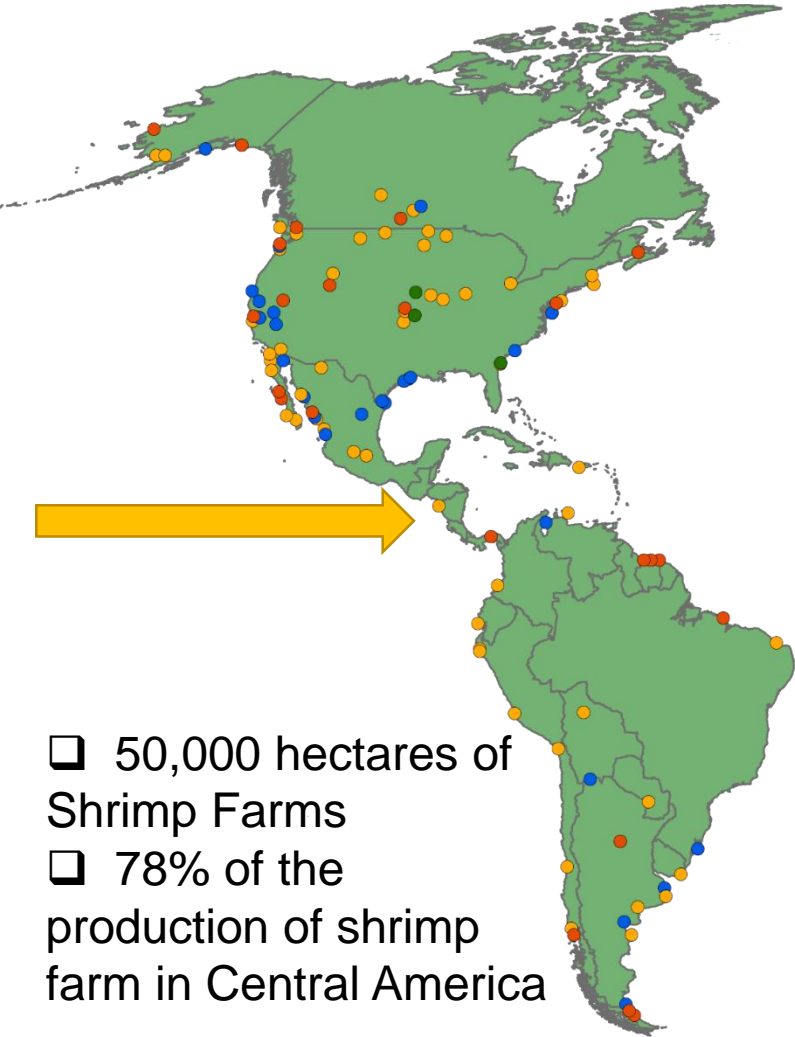 ❑ 50,000 hectares of
Shrimp Farms
❑ 78% of the
production of shrimp
farm in Central America